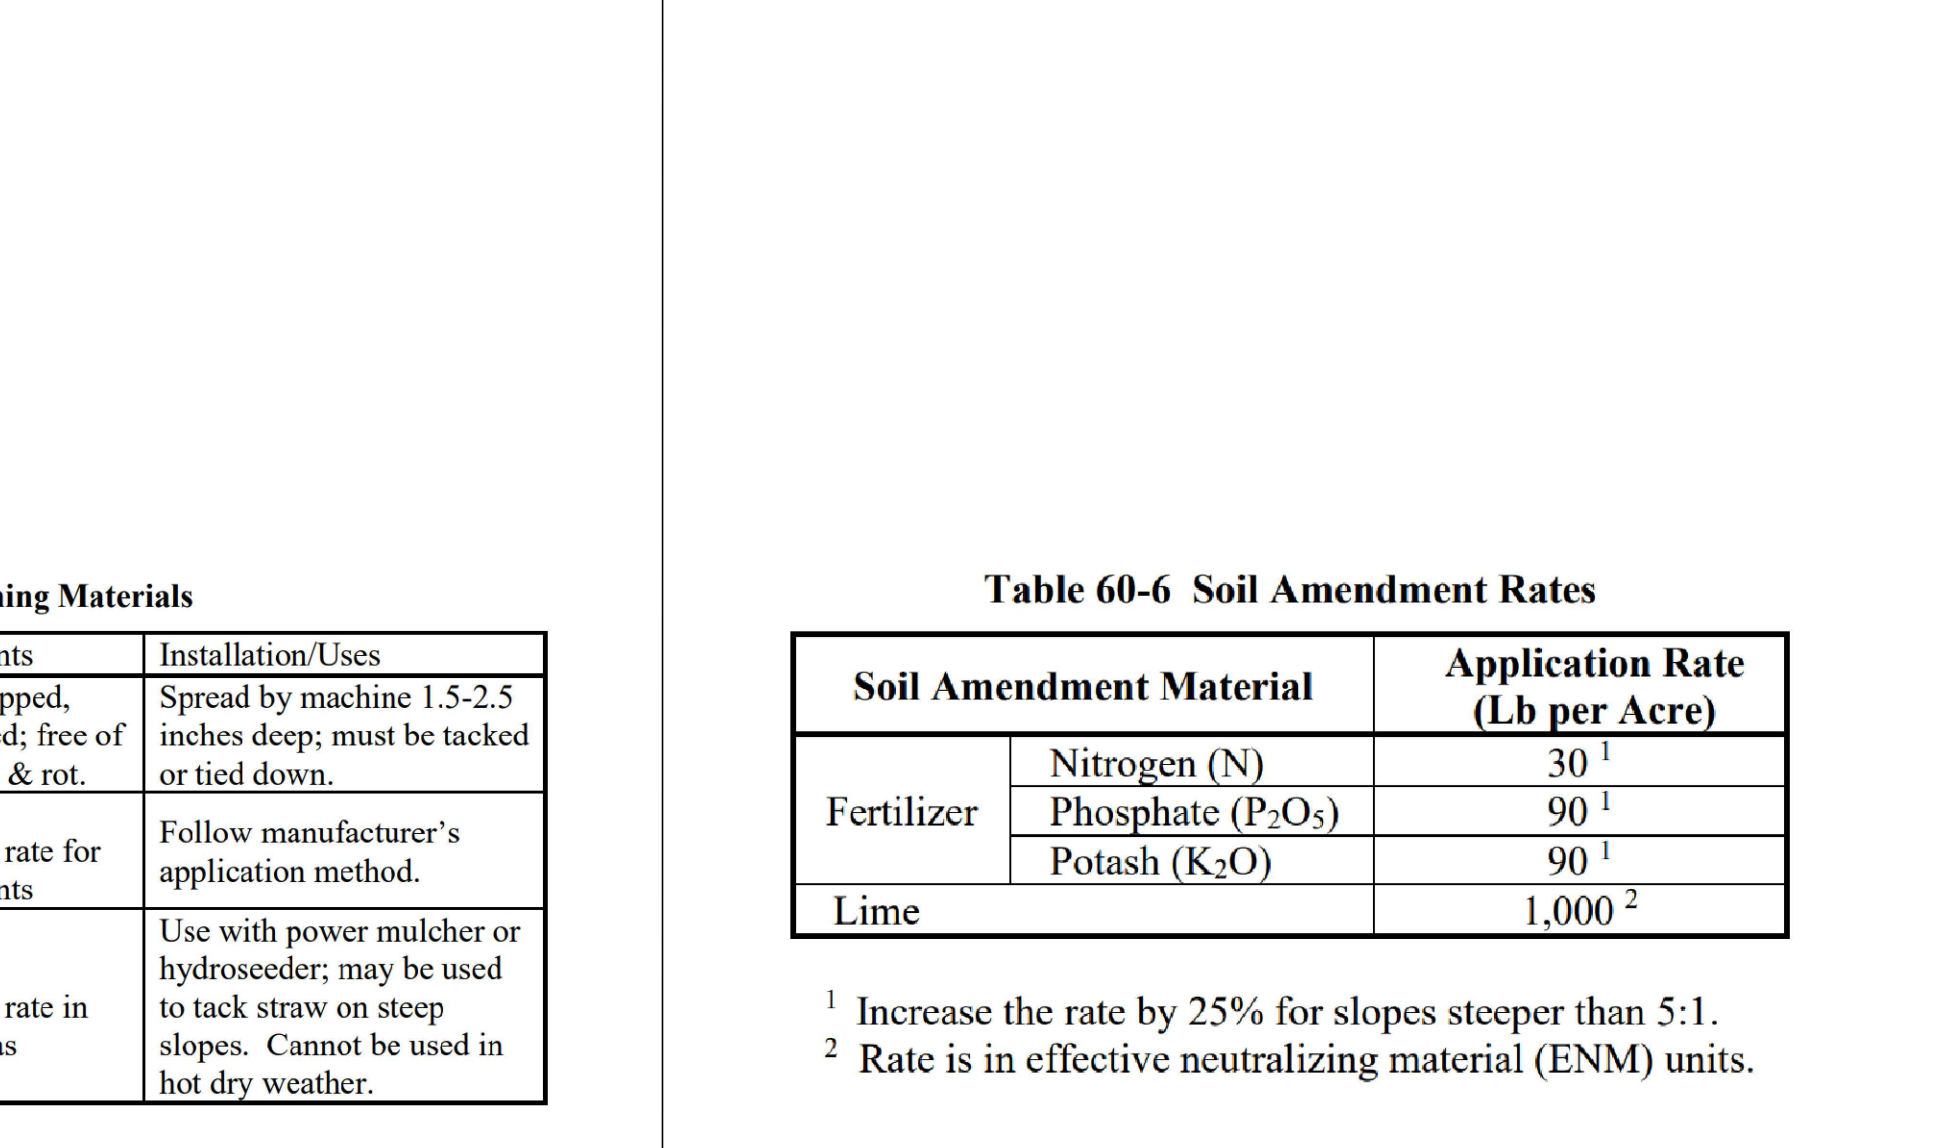 ing Materials
nts
Installation/Uses
pped,
d; free of
& rot.
Spread by machine 1.5-2.5
inches deep; must be tacked
or tied down.
rate for
nts
Follow manufacturer’s
application method.
rate in
as
Use with power mulcher or
hydroseeder; may be used
to tack straw on steep
slopes.  Cannot be used in
hot dry weather.
Table 60-6  Soil Amendment Rates
Soil Amendment Material
Application Rate
(Lb per Acre)
Fertilizer
Nitrogen (N)
30 ¹
Phosphate (P₂O₅)
90 ¹
Potash (K₂O)
90 ¹
Lime
1,000 ²
¹ Increase the rate by 25% for slopes steeper than 5:1.
² Rate is in effective neutralizing material (ENM) units.